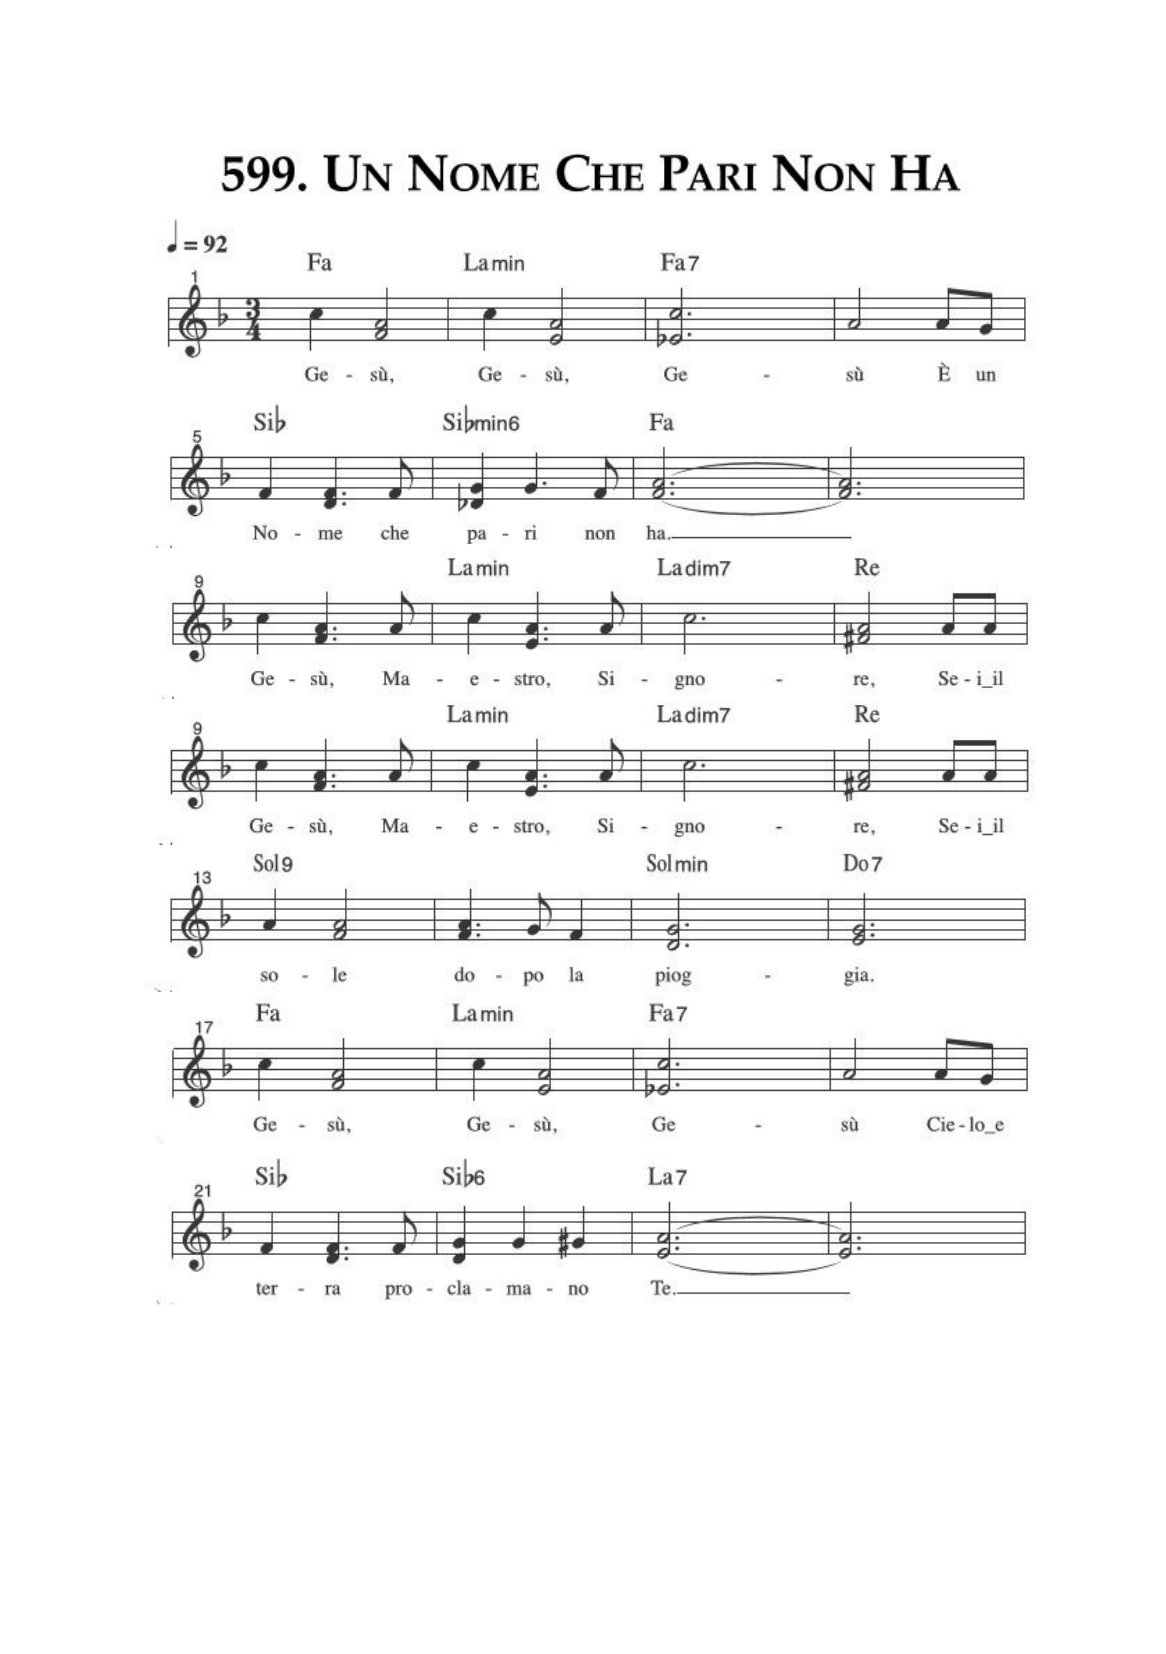 599. Un Nome Che Pari Non Ha
♩ = 92
Fa Lamin Fa7
1
3
4
Ge - sù, Ge - sù, Ge - sù È un
Si♭ Si♭min6 Fa
5
No - me che pa - ri non ha.
Lamin Ladim7 Re
9
Ge - sù, Ma - e - stro, Si - gno - re, Se - i_il
Lamin Ladim7 Re
9
Ge - sù, Ma - e - stro, Si - gno - re, Se - i_il
Sol9 Solmin Do7
13
so - le do - po la piog - gia.
Fa Lamin Fa7
17
Ge - sù, Ge - sù, Ge - sù Cie - lo_e
Si♭ Si♭6 La7
21
ter - ra pro - cla - ma - no Te.